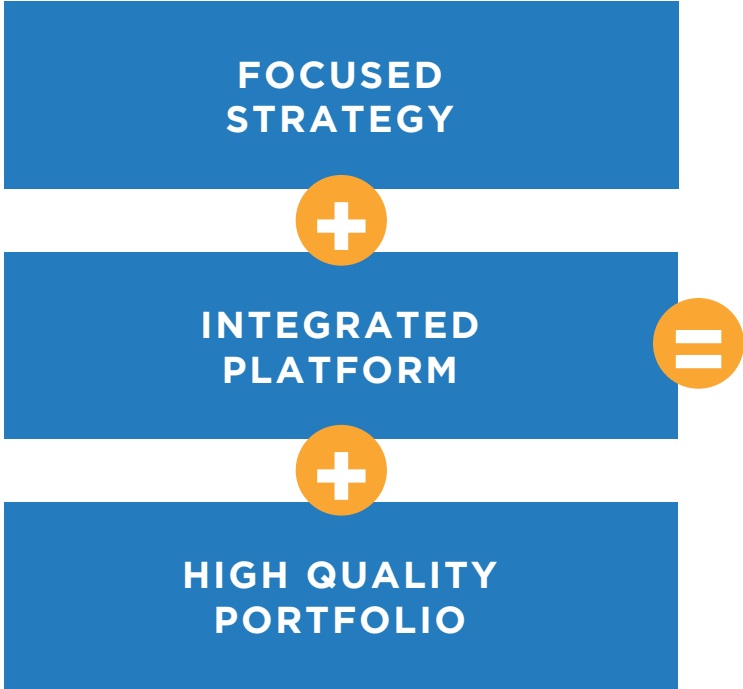 FOCUSED
STRATEGY
+
INTEGRATED
PLATFORM
=
+
HIGH QUALITY
PORTFOLIO